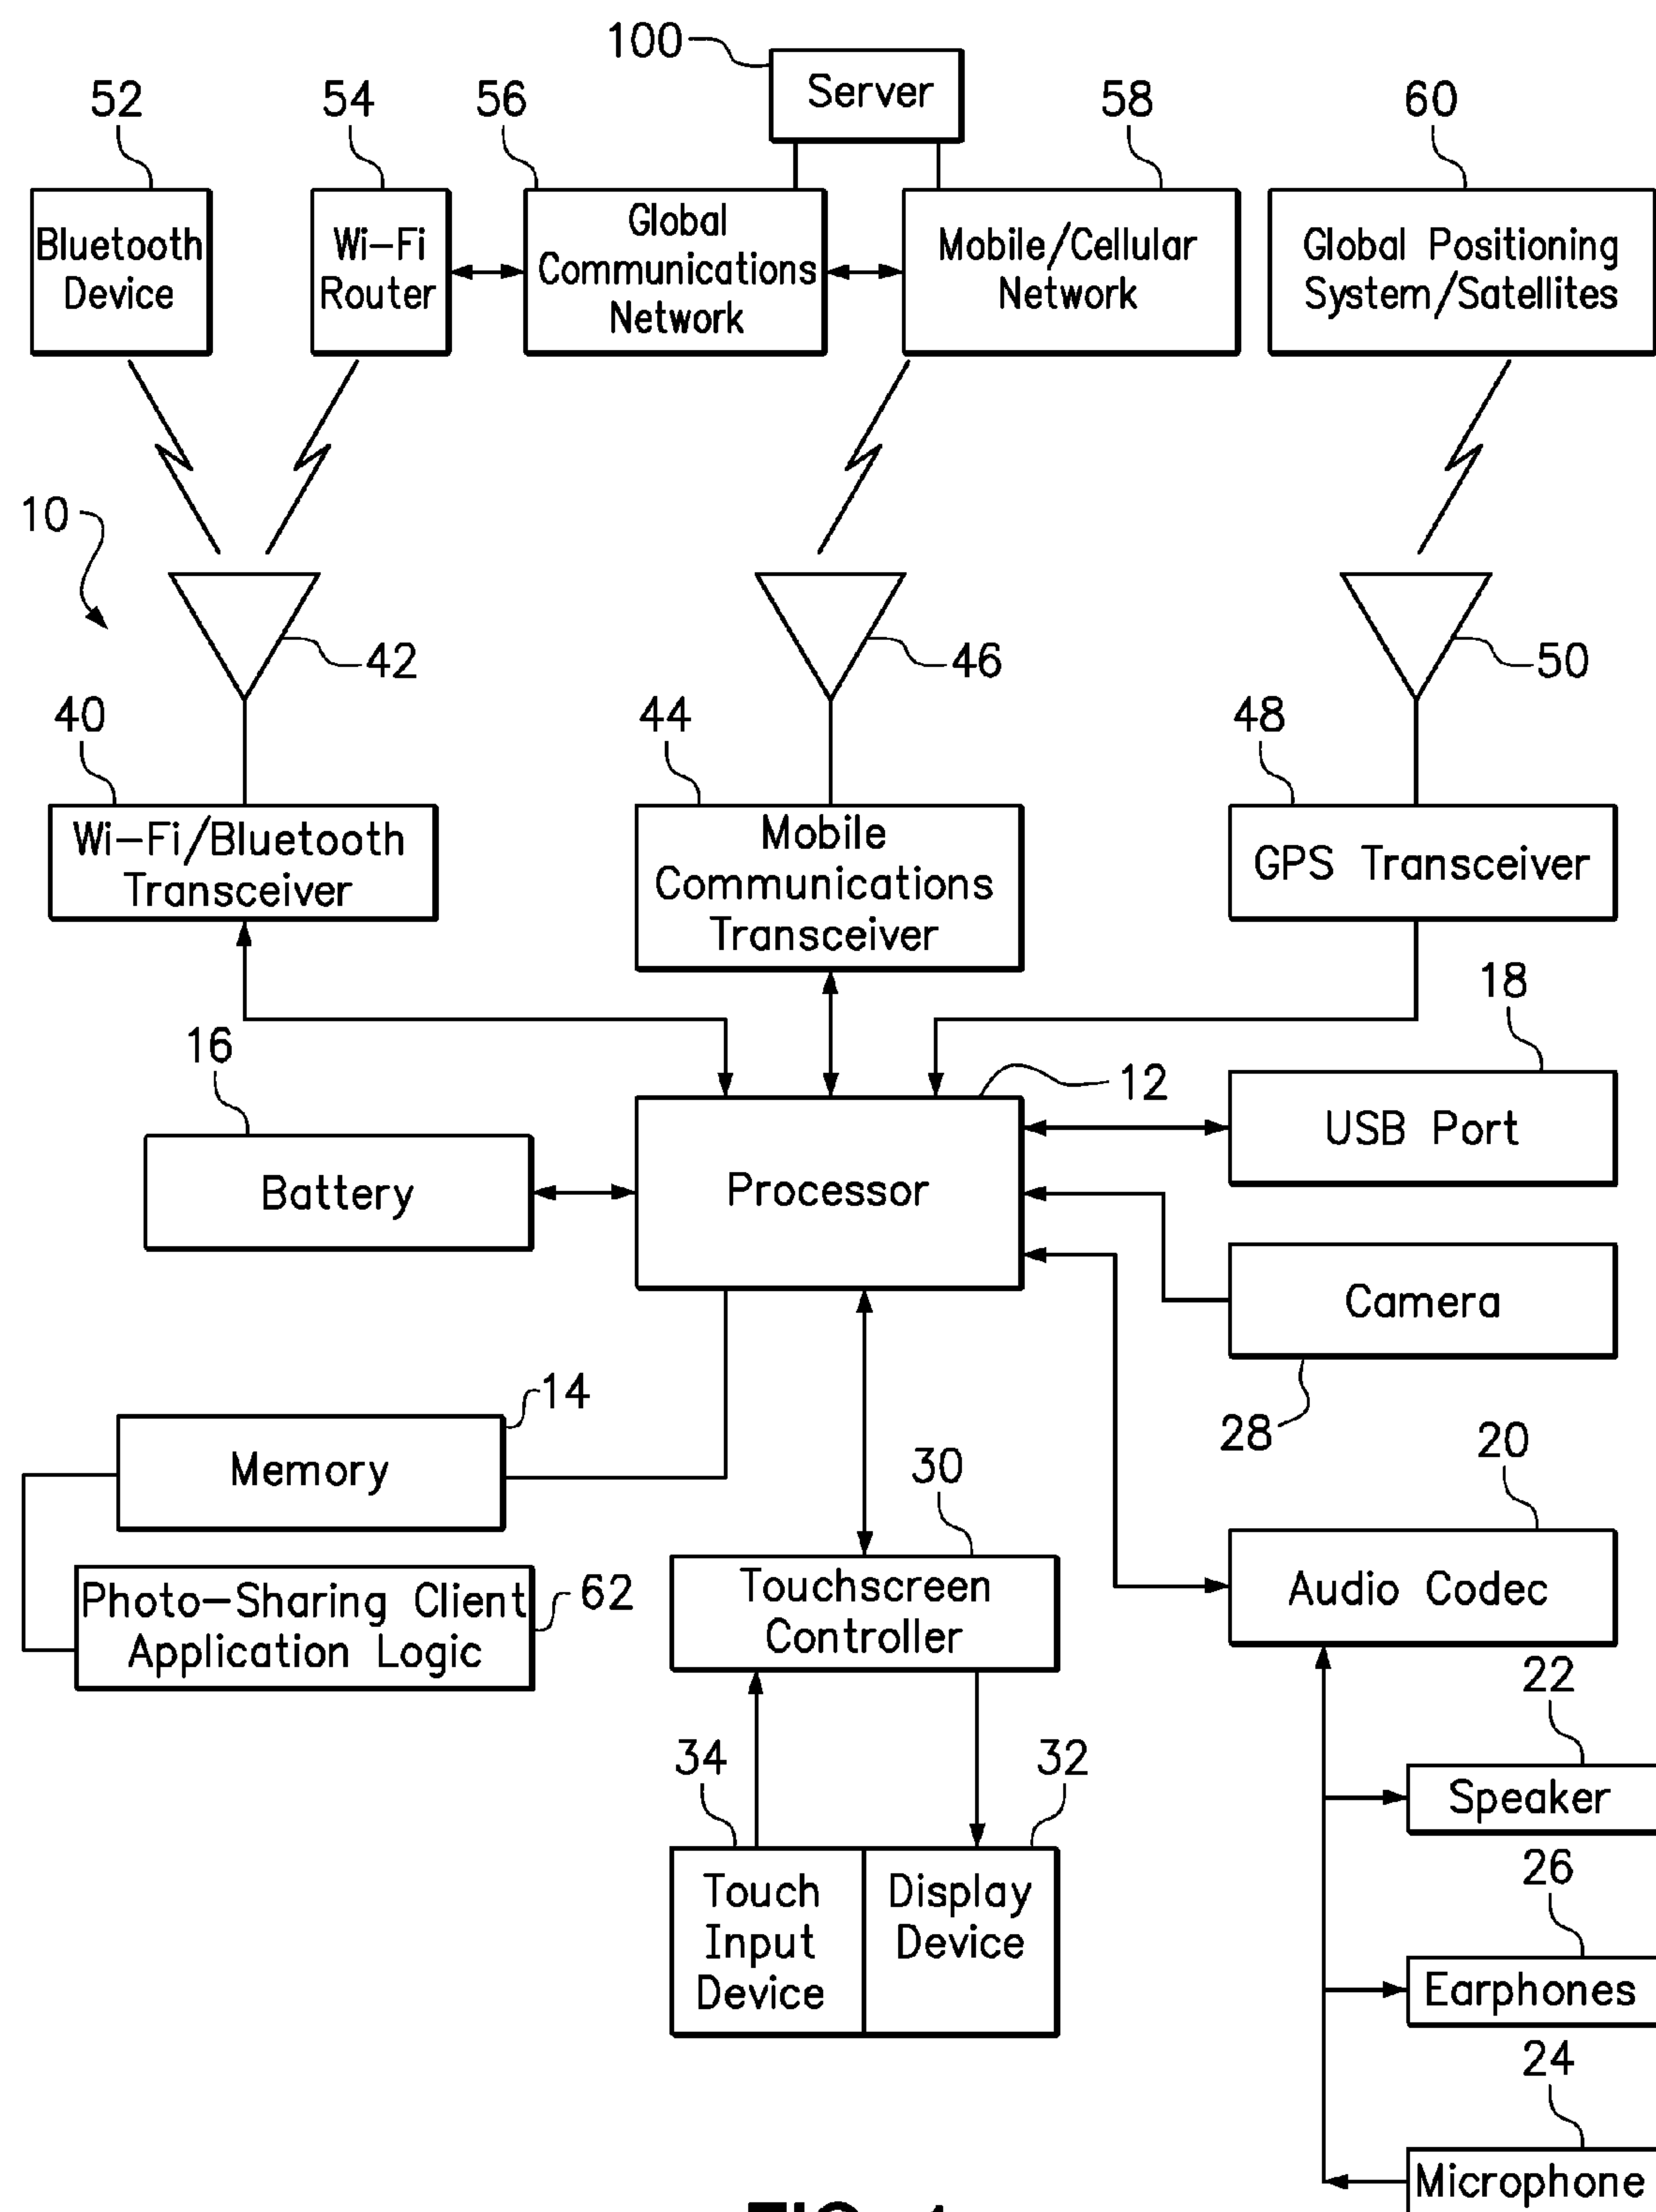 100
Server
52
54
56
58
60
Bluetooth
Device
Wi-Fi
Router
Global
Communications
Network
Mobile/Cellular
Network
Global Positioning
System/Satellites
10
42
46
50
40
44
48
Wi-Fi/Bluetooth
Transceiver
Mobile
Communications
Transceiver
GPS Transceiver
18
16
12
USB Port
Battery
Processor
Camera
14
28
20
Memory
30
Photo-Sharing Client
Application Logic
62
Touchscreen
Controller
Audio Codec
22
34
32
Speaker
Touch
Input
Device
Display
Device
26
Earphones
24
Microphone